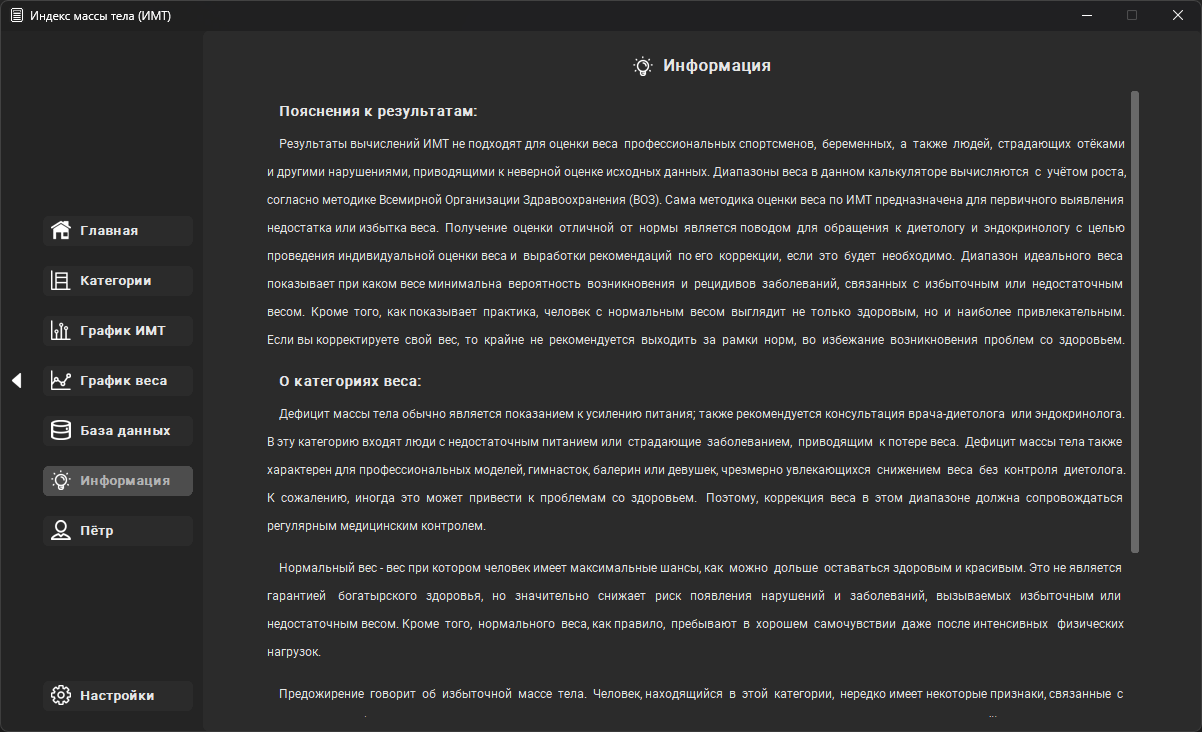 Индекс массы тела (ИМТ)
Информация
Пояснения к результатам:
Результаты вычислений ИМТ не подходят для оценки веса профессиональных спортсменов, беременных, а также людей, страдающих отёками
и другими нарушениями, приводящими к неверной оценке исходных данных. Диапазоны веса в данном калькуляторе вычисляются с учётом роста,
согласно методике Всемирной Организации Здравоохранения (ВОЗ). Сама методика оценки веса по ИМТ предназначена для первичного выявления
недостатка или избытка веса. Получение оценки отличной от нормы является поводом для обращения к диетологу и эндокринологу с целью
проведения индивидуальной оценки веса и выработки рекомендаций по его коррекции, если это будет необходимо. Диапазон идеального веса
показывает при каком весе минимальна вероятность возникновения и рецидивов заболеваний, связанных с избыточным или недостаточным
весом. Кроме того, как показывает практика, человек с нормальным весом выглядит не только здоровым, но и наиболее привлекательным.
Если вы корректируете свой вес, то крайне не рекомендуется выходить за рамки норм, во избежание возникновения проблем со здоровьем.
О категориях веса:
Дефицит массы тела обычно является показанием к усилению питания; также рекомендуется консультация врача-диетолога или эндокринолога.
В эту категорию входят люди с недостаточным питанием или страдающие заболеванием, приводящим к потере веса. Дефицит массы тела также
характерен для профессиональных моделей, гимнасток, балерин или девушек, чрезмерно увлекающихся снижением веса без контроля диетолога.
К сожалению, иногда это может привести к проблемам со здоровьем. Поэтому, коррекция веса в этом диапазоне должна сопровождаться
регулярным медицинским контролем.
Нормальный вес - вес при котором человек имеет максимальные шансы, как можно дольше оставаться здоровым и красивым. Это не является
гарантией богатырского здоровья, но значительно снижает риск появления нарушений и заболеваний, вызываемых избыточным или
недостаточным весом. Кроме того, нормального веса, как правило, пребывают в хорошем самочувствии даже после интенсивных физических
нагрузок.
Предожирение говорит об избыточной массе тела. Человек, находящийся в этой категории, нередко имеет некоторые признаки, связанные с
Главная
Категории
График ИМТ
График веса
База данных
Информация
Пётр
Настройки